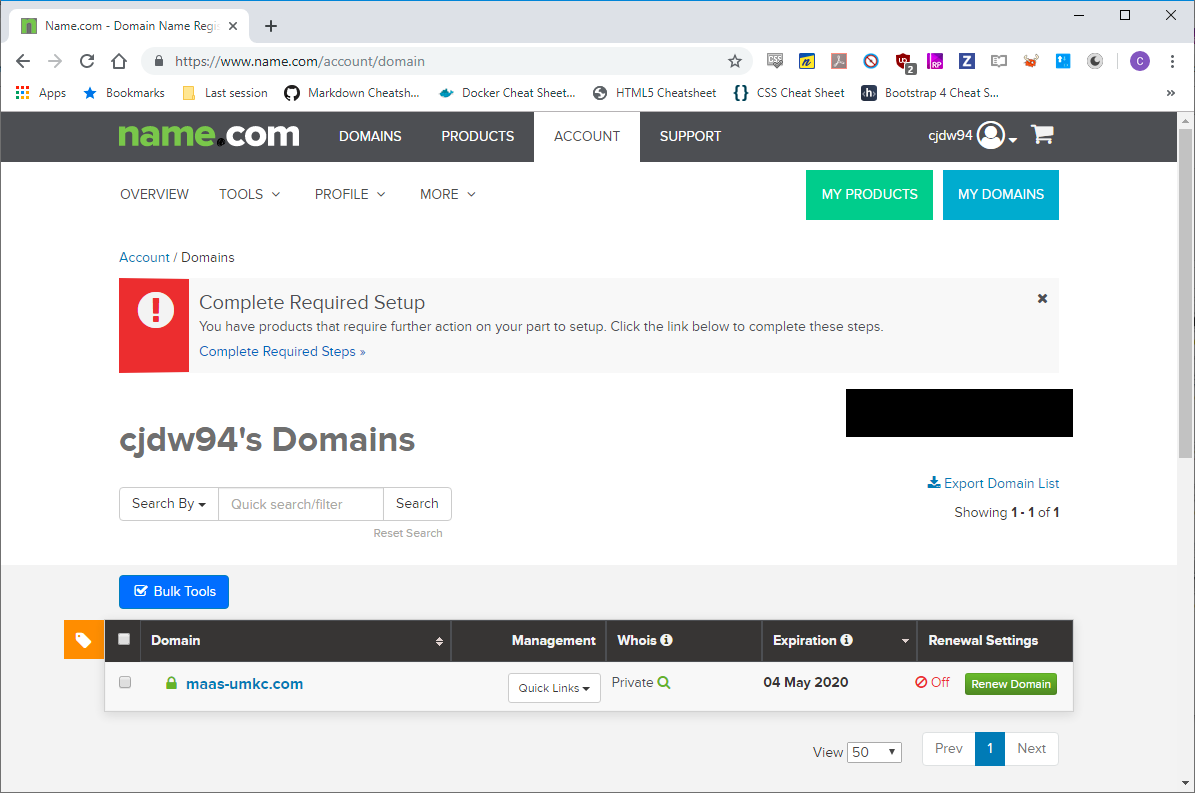 Name.com - Domain Name Regis
https://www.name.com/account/domain
CSS
n
2
RP
Z
C
Apps
Bookmarks
Last session
Markdown Cheatsh...
Docker Cheat Sheet...
HTML5 Cheatsheet
{} CSS Cheat Sheet
‹h› Bootstrap 4 Cheat S...
»
name.com DOMAINS PRODUCTS ACCOUNT SUPPORT cjdw94
OVERVIEW TOOLS PROFILE MORE MY PRODUCTS MY DOMAINS
Account / Domains
! Complete Required Setup
You have products that require further action on your part to setup. Click the link below to complete these steps.
Complete Required Steps »
cjdw94's Domains
Export Domain List
Search By Quick search/filter Search
Showing 1 - 1 of 1
Reset Search
Bulk Tools
Domain Management Whois Expiration Renewal Settings
maas-umkc.com Quick Links Private 04 May 2020 Off Renew Domain
View 50 Prev 1 Next